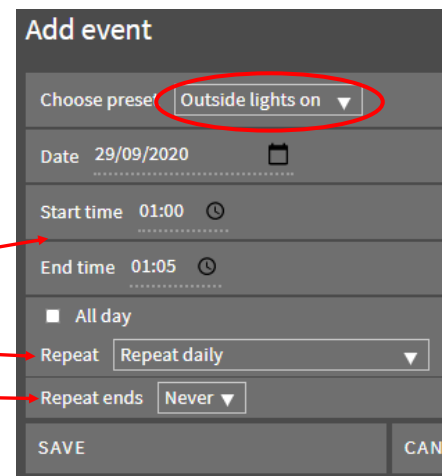 Add event
Choose preset Outside lights on
Date 29/09/2020
Start time 01:00
End time 01:05
All day
Repeat Repeat daily
Repeat ends Never
SAVE CAN